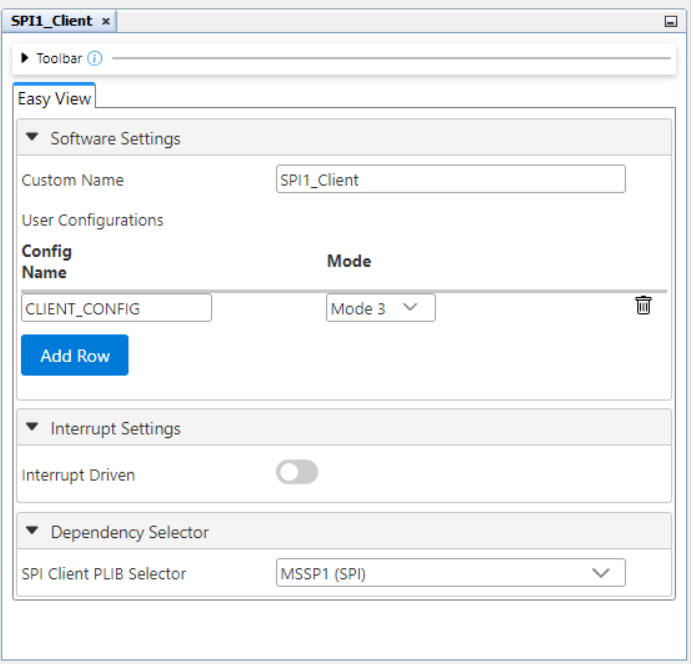 SPI1_Client ×
Toolbar
Easy View
Software Settings
Custom Name SPI1_Client
User Configurations
Config
Name Mode
CLIENT_CONFIG Mode 3
Add Row
Interrupt Settings
Interrupt Driven
Dependency Selector
SPI Client PLIB Selector MSSP1 (SPI)